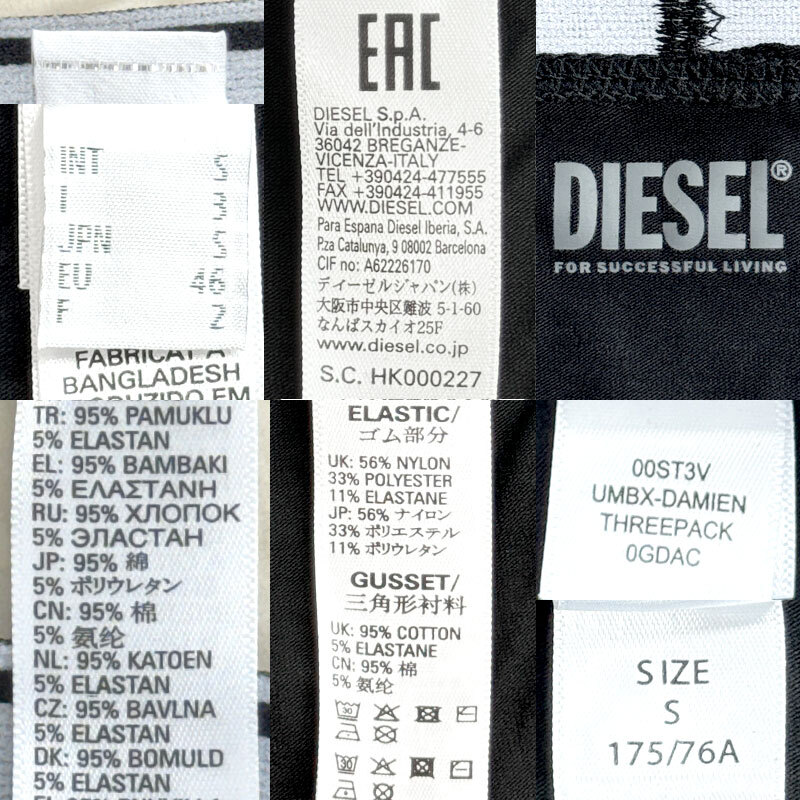 INT S
I 3
JPN S
EU 46
F 2
FABRICAT A
BANGLADESH
EAC
DIESEL S.p.A.
Via dell'Industria, 4-6
36042 BREGANZE-
VICENZA-ITALY
TEL +390424-477555
FAX +390424-411955
WWW.DIESEL.COM
Para Espana Diesel Iberia, S.A.
Pza Catalunya, 9 08002 Barcelona
CIF no: A62226170
ディーゼルジャパン(株)
大阪市中央区難波 5-1-60
なんばスカイオ25F
www.diesel.co.jp
S.C. HK000227
DIESEL®
FOR SUCCESSFUL LIVING
TR: 95% PAMUKLU
5% ELASTAN
EL: 95% BAMBAKI
5% ΕΛΑΣΤΑΝΗ
RU: 95% ХЛОПОК
5% ЭЛАСТАН
JP: 95% 綿
5% ポリウレタン
CN: 95% 棉
5% 氨纶
NL: 95% KATOEN
5% ELASTAN
CZ: 95% BAVLNA
5% ELASTAN
DK: 95% BOMULD
5% ELASTAN
ELASTIC/
ゴム部分
UK: 56% NYLON
33% POLYESTER
11% ELASTANE
JP: 56% ナイロン
33% ポリエステル
11% ポリウレタン
GUSSET/
三角形衬料
UK: 95% COTTON
5% ELASTANE
CN: 95% 棉
5% 氨纶
00ST3V
UMBX-DAMIEN
THREEPACK
0GDAC
SIZE
S
175/76A